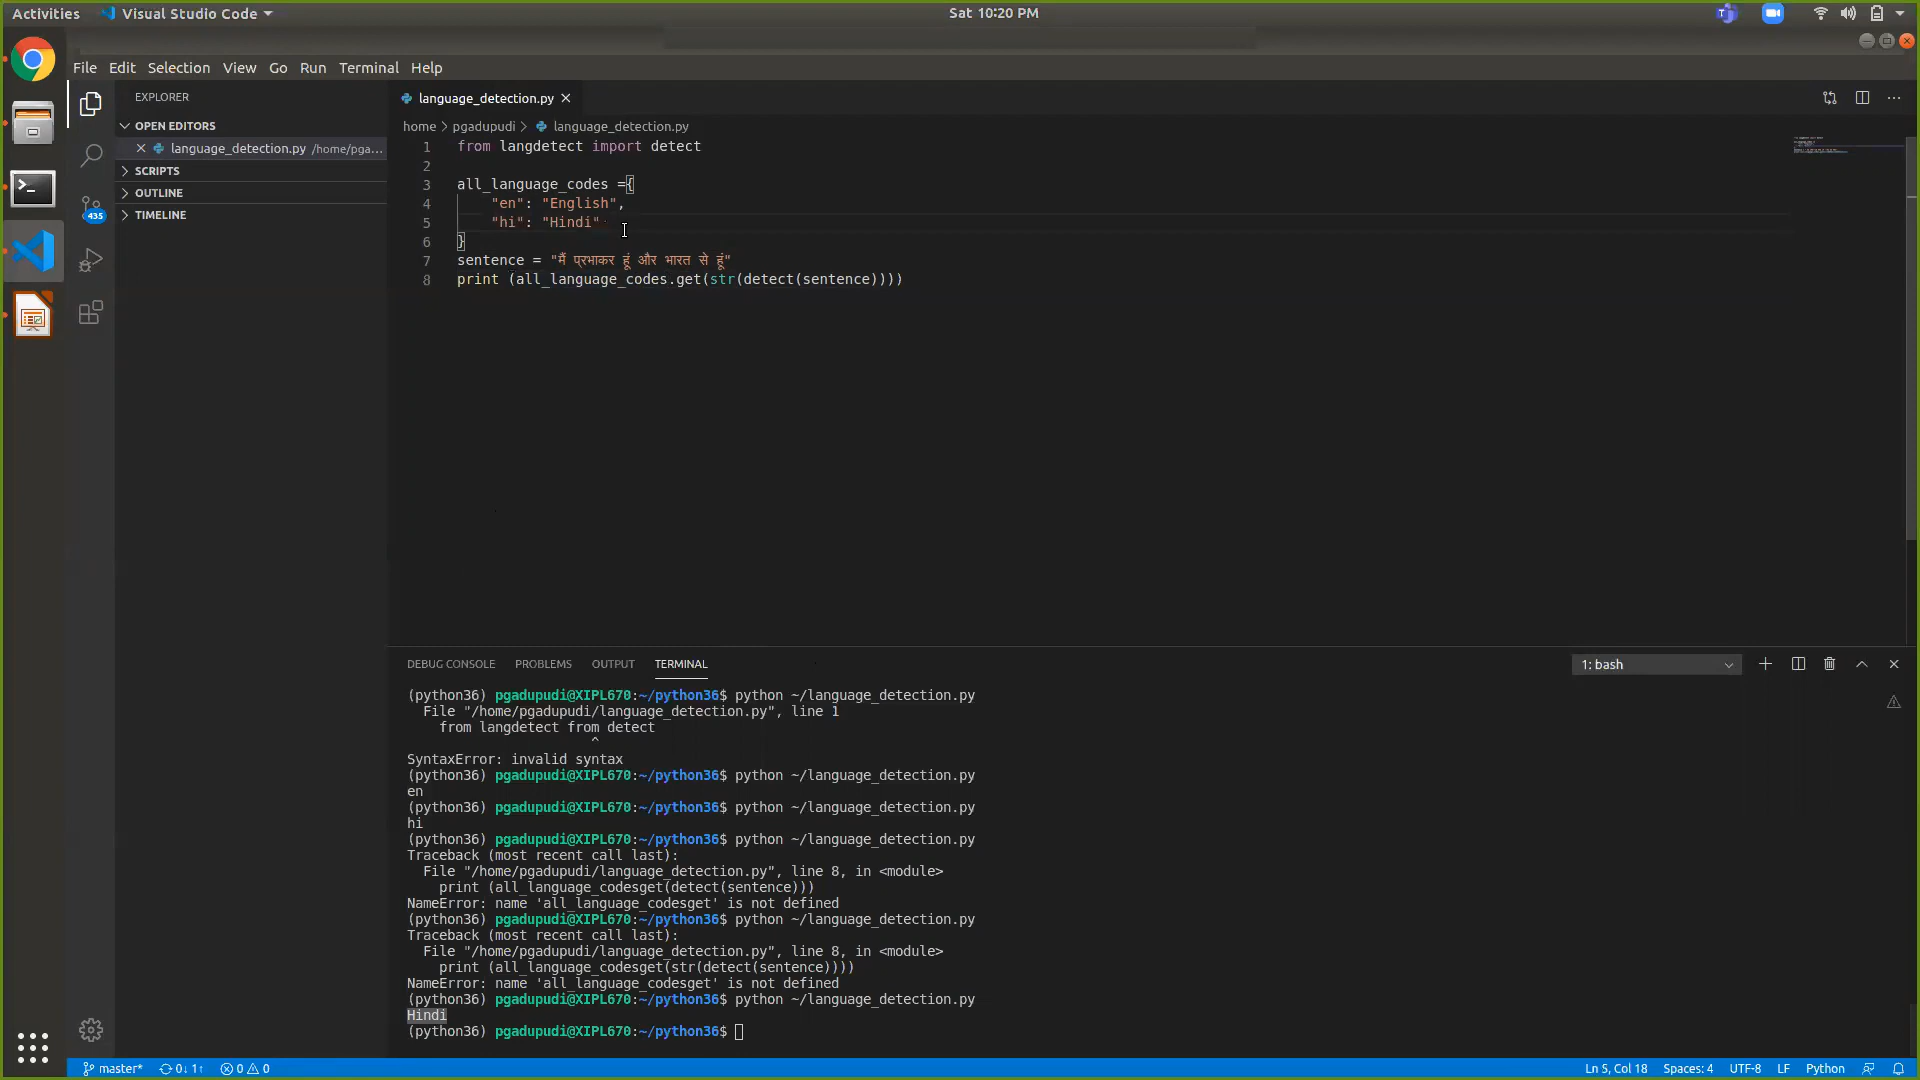 Activities
Visual Studio Code
Sat 10:20 PM
File Edit Selection View Go Run Terminal Help
EXPLORER
OPEN EDITORS
language_detection.py /home/pga...
SCRIPTS
OUTLINE
TIMELINE
435
language_detection.py
home > pgadupudi > language_detection.py
1 from langdetect import detect
2
3 all_language_codes ={
4 "en": "English",
5 "hi": "Hindi"
6 }
7 sentence = "मैं प्रभाकर हूं और भारत से हूं"
8 print (all_language_codes.get(str(detect(sentence))))
DEBUG CONSOLE PROBLEMS OUTPUT TERMINAL
1: bash
(python36) pgadupudi@XIPL670:~/python36$ python ~/language_detection.py
File "/home/pgadupudi/language_detection.py", line 1
from langdetect from detect
^
SyntaxError: invalid syntax
(python36) pgadupudi@XIPL670:~/python36$ python ~/language_detection.py
en
(python36) pgadupudi@XIPL670:~/python36$ python ~/language_detection.py
hi
(python36) pgadupudi@XIPL670:~/python36$ python ~/language_detection.py
Traceback (most recent call last):
File "/home/pgadupudi/language_detection.py", line 8, in <module>
print (all_language_codesget(detect(sentence)))
NameError: name 'all_language_codesget' is not defined
(python36) pgadupudi@XIPL670:~/python36$ python ~/language_detection.py
Traceback (most recent call last):
File "/home/pgadupudi/language_detection.py", line 8, in <module>
print (all_language_codesget(str(detect(sentence))))
NameError: name 'all_language_codesget' is not defined
(python36) pgadupudi@XIPL670:~/python36$ python ~/language_detection.py
Hindi
(python36) pgadupudi@XIPL670:~/python36$
master* 0↓ 1↑ 0 0
Ln 5, Col 18 Spaces: 4 UTF-8 LF Python